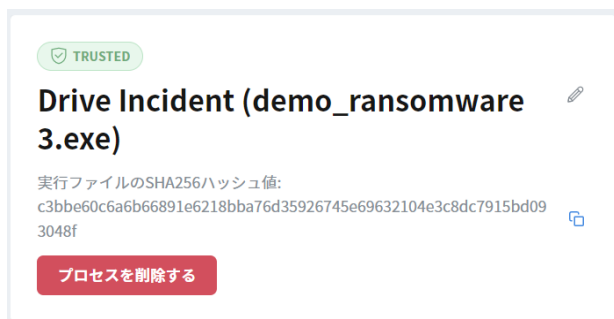 TRUSTED
Drive Incident (demo_ransomware
3.exe)
実行ファイルのSHA256ハッシュ値:
c3bbe60c6a6b66891e6218bba76d35926745e69632104e3c8dc7915bd09
3048f
プロセスを削除する